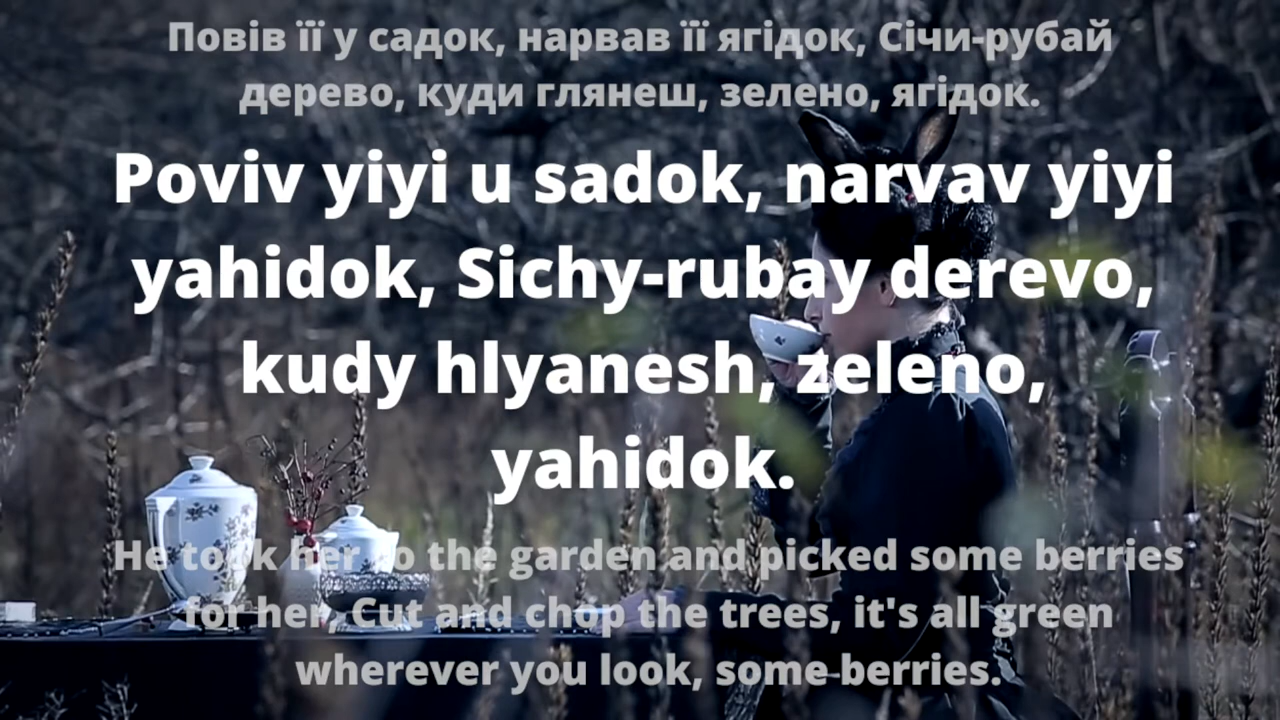 Повів її у садок, нарвав її ягідок, Січи-рубай
дерево, куди глянеш, зелено, ягідок.
Poviv yiyi u sadok, narvav yiyi
yahidok, Sichy-rubay derevo,
kudy hlyanesh, zeleno,
yahidok.
He took her to the garden and picked some berries
for her, Cut and chop the trees, it's all green
wherever you look, some berries.